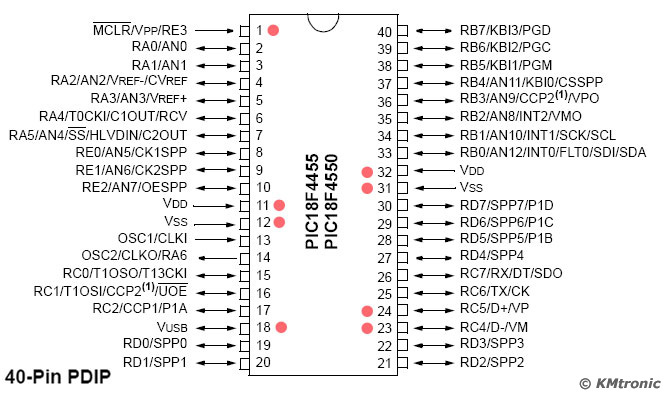 MCLR/VPP/RE3 1 40 RB7/KBI3/PGD
RA0/AN0 2 39 RB6/KBI2/PGC
RA1/AN1 3 38 RB5/KBI1/PGM
RA2/AN2/VREF-/CVREF 4 37 RB4/AN11/KBI0/CSSPP
RA3/AN3/VREF+ 5 36 RB3/AN9/CCP2(1)/VPO
RA4/T0CKI/C1OUT/RCV 6 35 RB2/AN8/INT2/VMO
RA5/AN4/SS/HLVDIN/C2OUT 7 34 RB1/AN10/INT1/SCK/SCL
RE0/AN5/CK1SPP 8 33 RB0/AN12/INT0/FLT0/SDI/SDA
RE1/AN6/CK2SPP 9 32 VDD
RE2/AN7/OESPP 10 31 VSS
VDD 11 30 RD7/SPP7/P1D
VSS 12 29 RD6/SPP6/P1C
OSC1/CLKI 13 28 RD5/SPP5/P1B
OSC2/CLKO/RA6 14 27 RD4/SPP4
RC0/T1OSO/T13CKI 15 26 RC7/RX/DT/SDO
RC1/T1OSI/CCP2(1)/UOE 16 25 RC6/TX/CK
RC2/CCP1/P1A 17 24 RC5/D+/VP
VUSB 18 23 RC4/D-/VM
RD0/SPP0 19 22 RD3/SPP3
RD1/SPP1 20 21 RD2/SPP2
PIC18F4455
PIC18F4550
40-Pin PDIP
© KMtronic